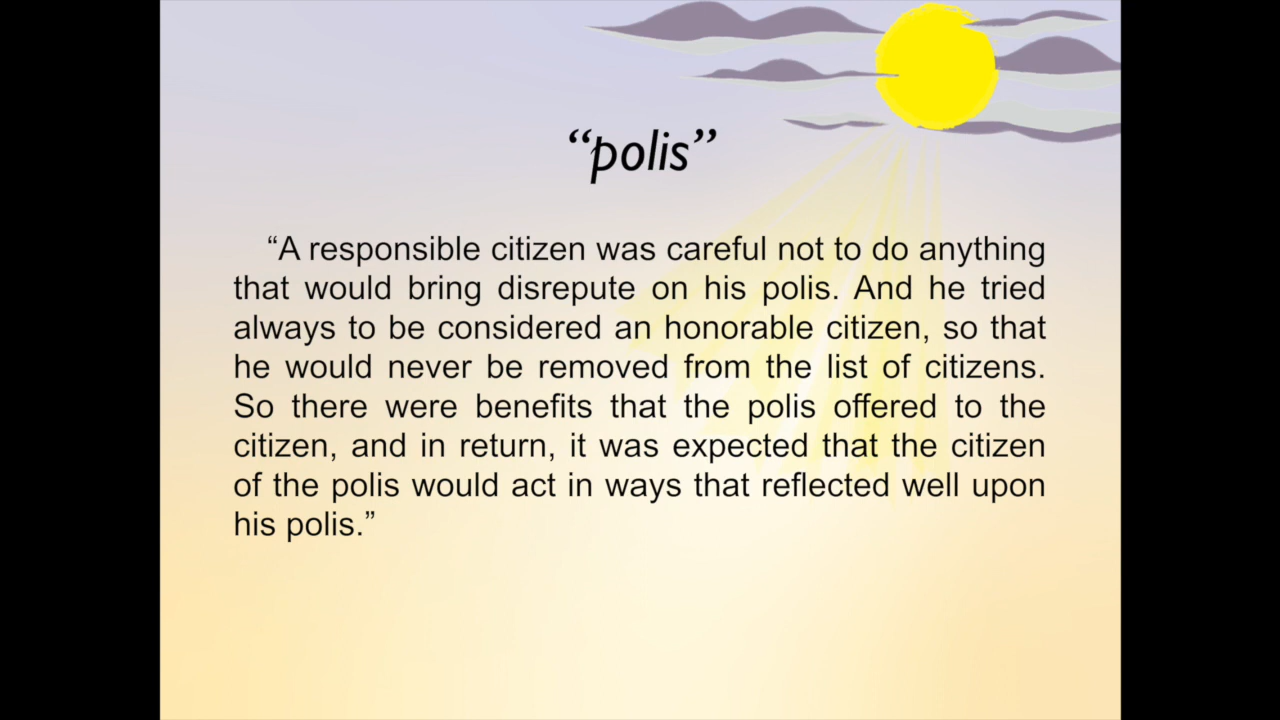 “polis”
“A responsible citizen was careful not to do anything
that would bring disrepute on his polis. And he tried
always to be considered an honorable citizen, so that
he would never be removed from the list of citizens.
So there were benefits that the polis offered to the
citizen, and in return, it was expected that the citizen
of the polis would act in ways that reflected well upon
his polis.”